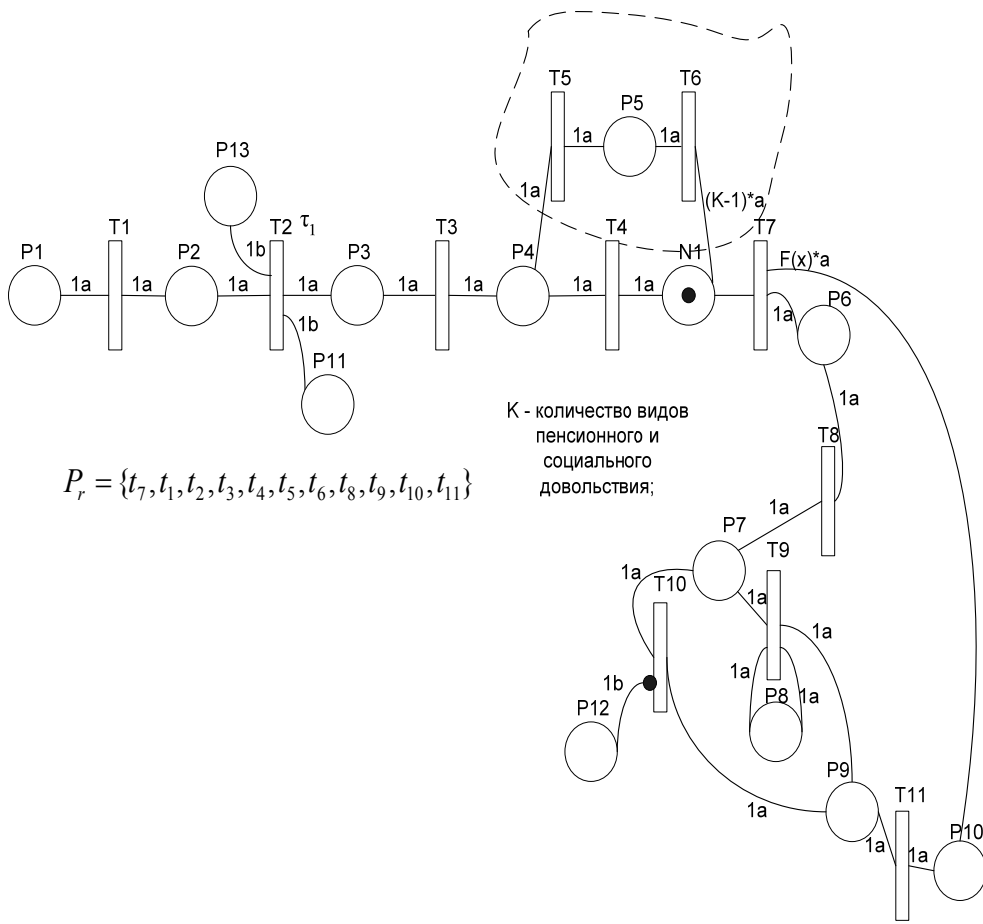 T5
T6
P5
1a
1a
P13
1a
(K-1)*a
T1
T2
τ₁
T3
T4
T7
1b
P1
P2
P3
P4
N1
F(x)*a
1a
1a
1a
1a
1a
1a
1a
1a
1a
P6
1b
P11
1a
K - количество видов
пенсионного и
социального
довольствия;
T8
P_r = {t₇, t₁, t₂, t₃, t₄, t₅, t₆, t₈, t₉, t₁₀, t₁₁}
1a
P7
T9
1a
T10
1a
1a
1a
1a
1b
P8
P12
P9
1a
T11
P10
1a
1a